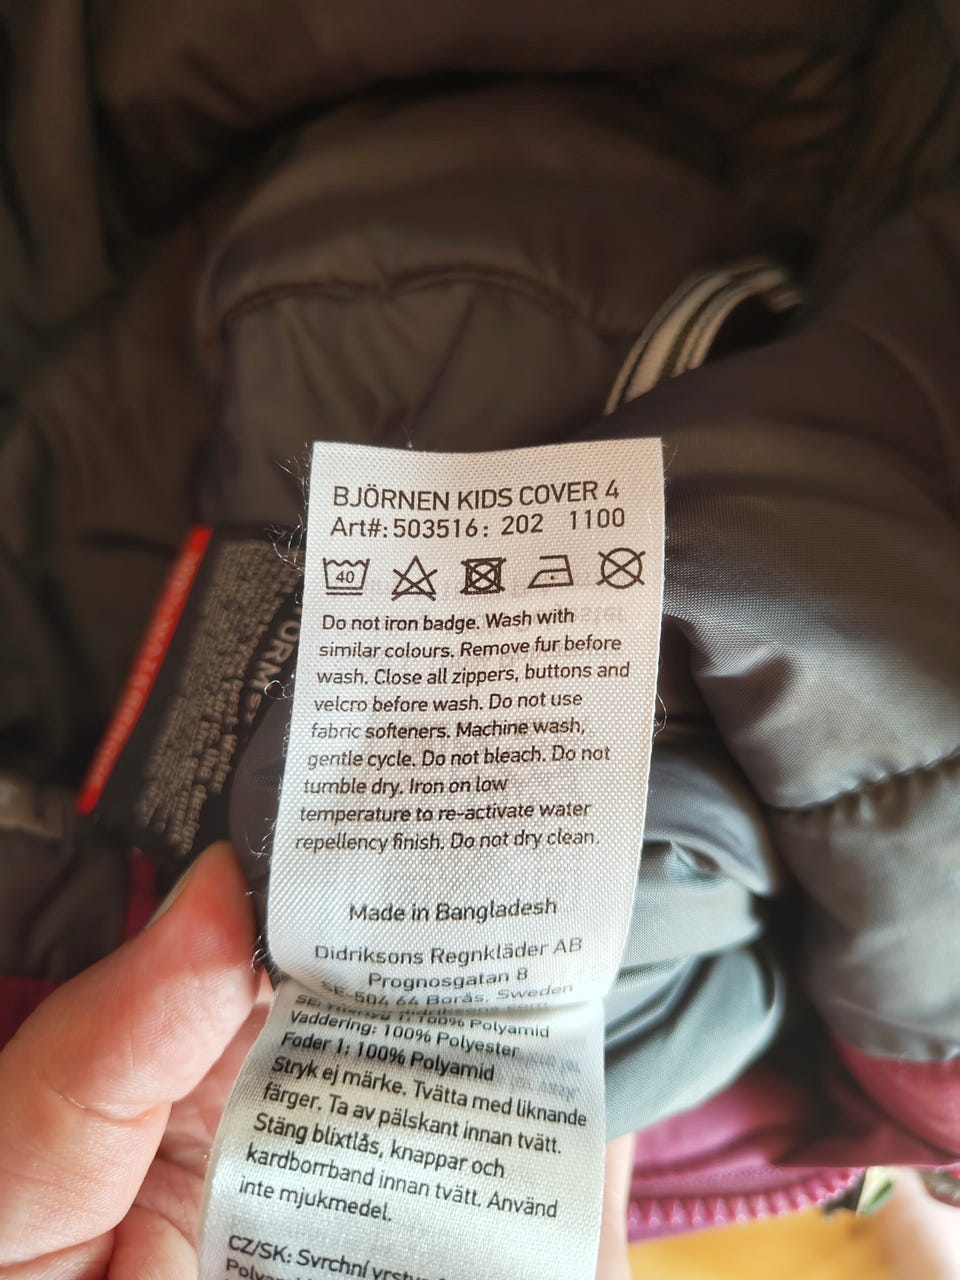 BJÖRNEN KIDS COVER 4
Art#: 503516: 202 1100
40
Do not iron badge. Wash with
similar colours. Remove fur before
wash. Close all zippers, buttons and
velcro before wash. Do not use
fabric softeners. Machine wash,
gentle cycle. Do not bleach. Do not
tumble dry. Iron on low
temperature to re-activate water
repellency finish. Do not dry clean.
Made in Bangladesh
Didriksons Regnkläder AB
Prognosgatan 8
SE-504 64 Borås, Sweden
100% Polyamid
Vaddering: 100% Polyester
Foder 1: 100% Polyamid
Stryk ej märke. Tvätta med liknande
färger. Ta av pälskant innan tvätt.
Stäng blixtlås, knappar och
kardborrband innan tvätt. Använd
inte mjukmedel.
CZ/SK: Svrchní